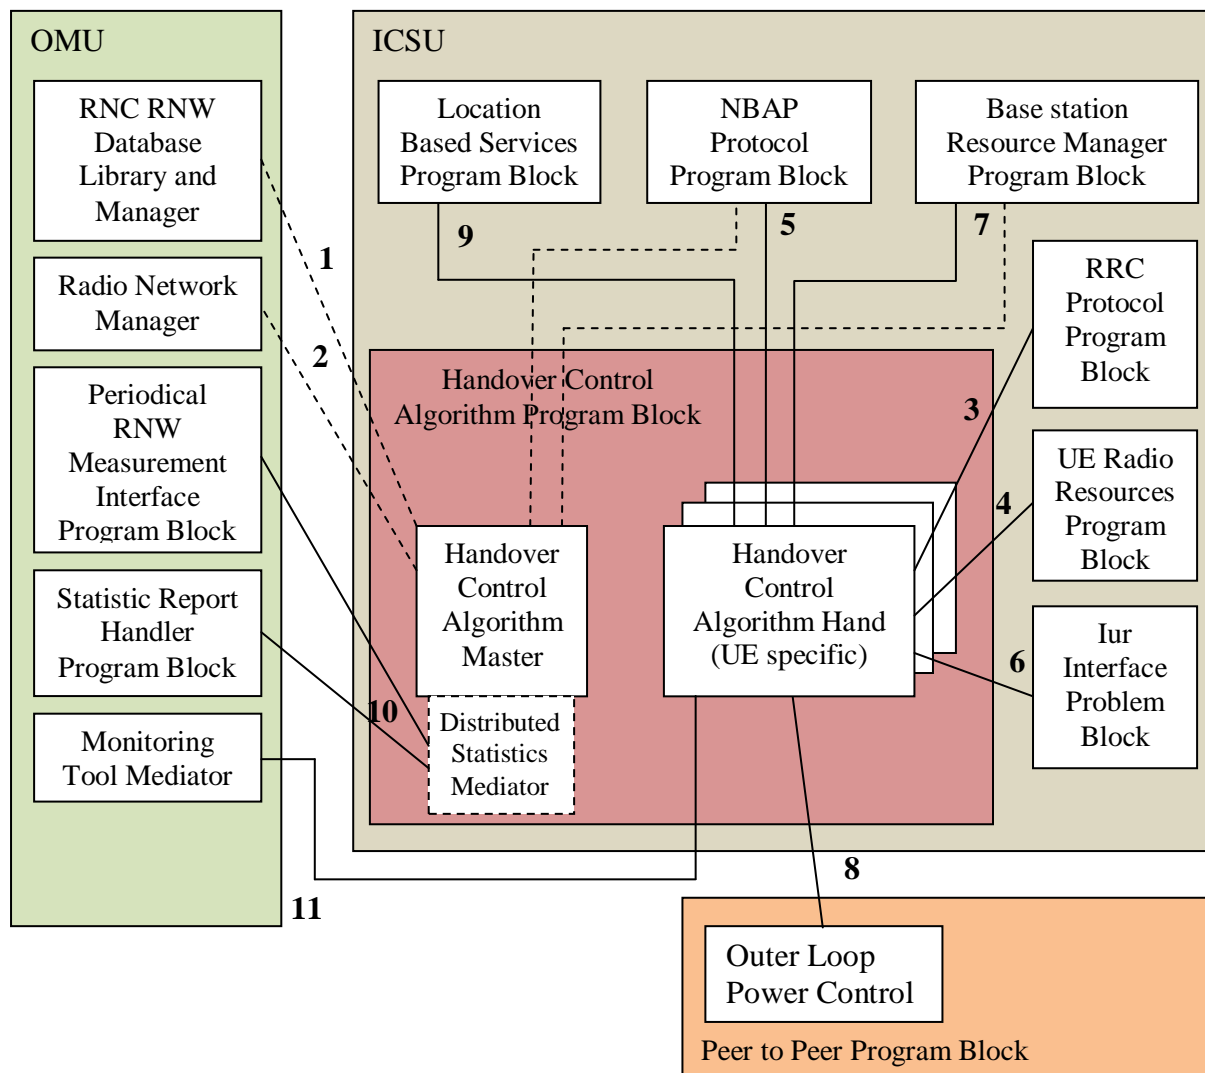 OMU
RNC RNW
Database
Library and
Manager
Radio Network
Manager
Periodical
RNW
Measurement
Interface
Program Block
Statistic Report
Handler
Program Block
Monitoring
Tool Mediator
11
1
2
10
ICSU
Location
Based Services
Program Block
9
NBAP
Protocol
Program Block
5
Base station
Resource Manager
Program Block
7
RRC
Protocol
Program
Block
3
UE Radio
Resources
Program
Block
4
Iur
Interface
Problem
Block
6
Handover Control
Algorithm Program Block
Handover
Control
Algorithm
Master
Distributed
Statistics
Mediator
Handover
Control
Algorithm Hand
(UE specific)
8
Outer Loop
Power Control
Peer to Peer Program Block